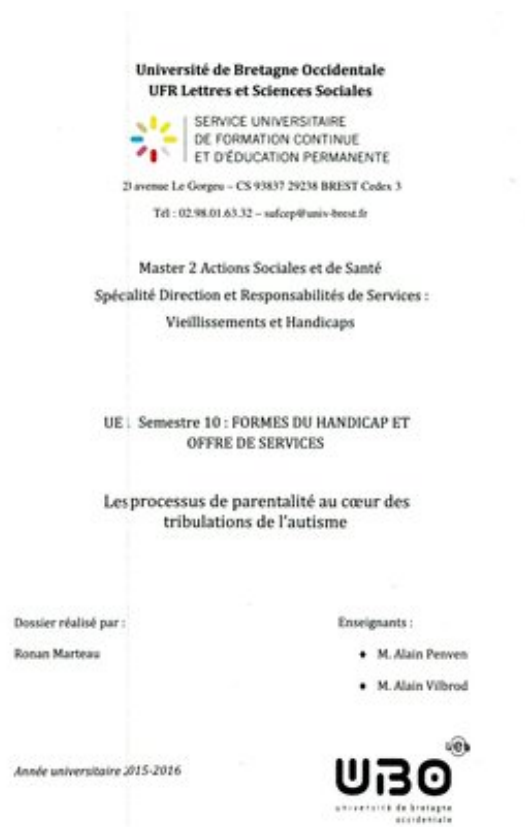 Université de Bretagne Occidentale
UFR Lettres et Sciences Sociales
SERVICE UNIVERSITAIRE
DE FORMATION CONTINUE
ET D'ÉDUCATION PERMANENTE
20 avenue Le Gorgeu – CS 93837 29238 BREST Cedex 3
Tél : 02.98.01.63.32 – sufcep@univ-brest.fr
Master 2 Actions Sociales et de Santé
Spécalité Direction et Responsabilités de Services :
Vieillissements et Handicaps
UE Semestre 10 : FORMES DU HANDICAP ET
OFFRE DE SERVICES
Les processus de parentalité au cœur des
tribulations de l'autisme
Dossier réalisé par :
Ronan Marteau
Enseignants :
♦ M. Alain Penven
♦ M. Alain Vilbrod
Année universitaire 2015-2016
ueb
UBO
université de bretagne
occidentale